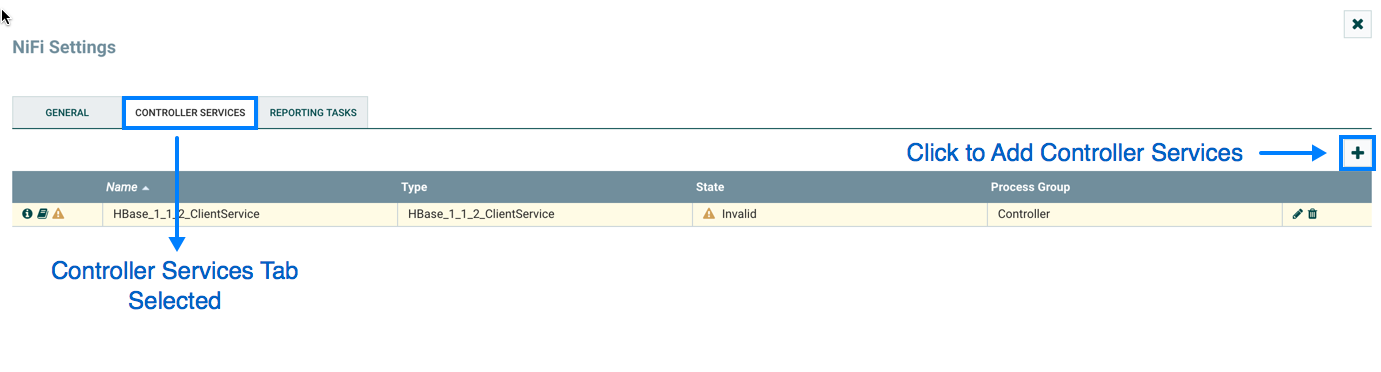 NiFi Settings
GENERAL CONTROLLER SERVICES REPORTING TASKS
Click to Add Controller Services
Name Type State Process Group
HBase_1_1_2_ClientService HBase_1_1_2_ClientService Invalid Controller
Controller Services Tab
Selected